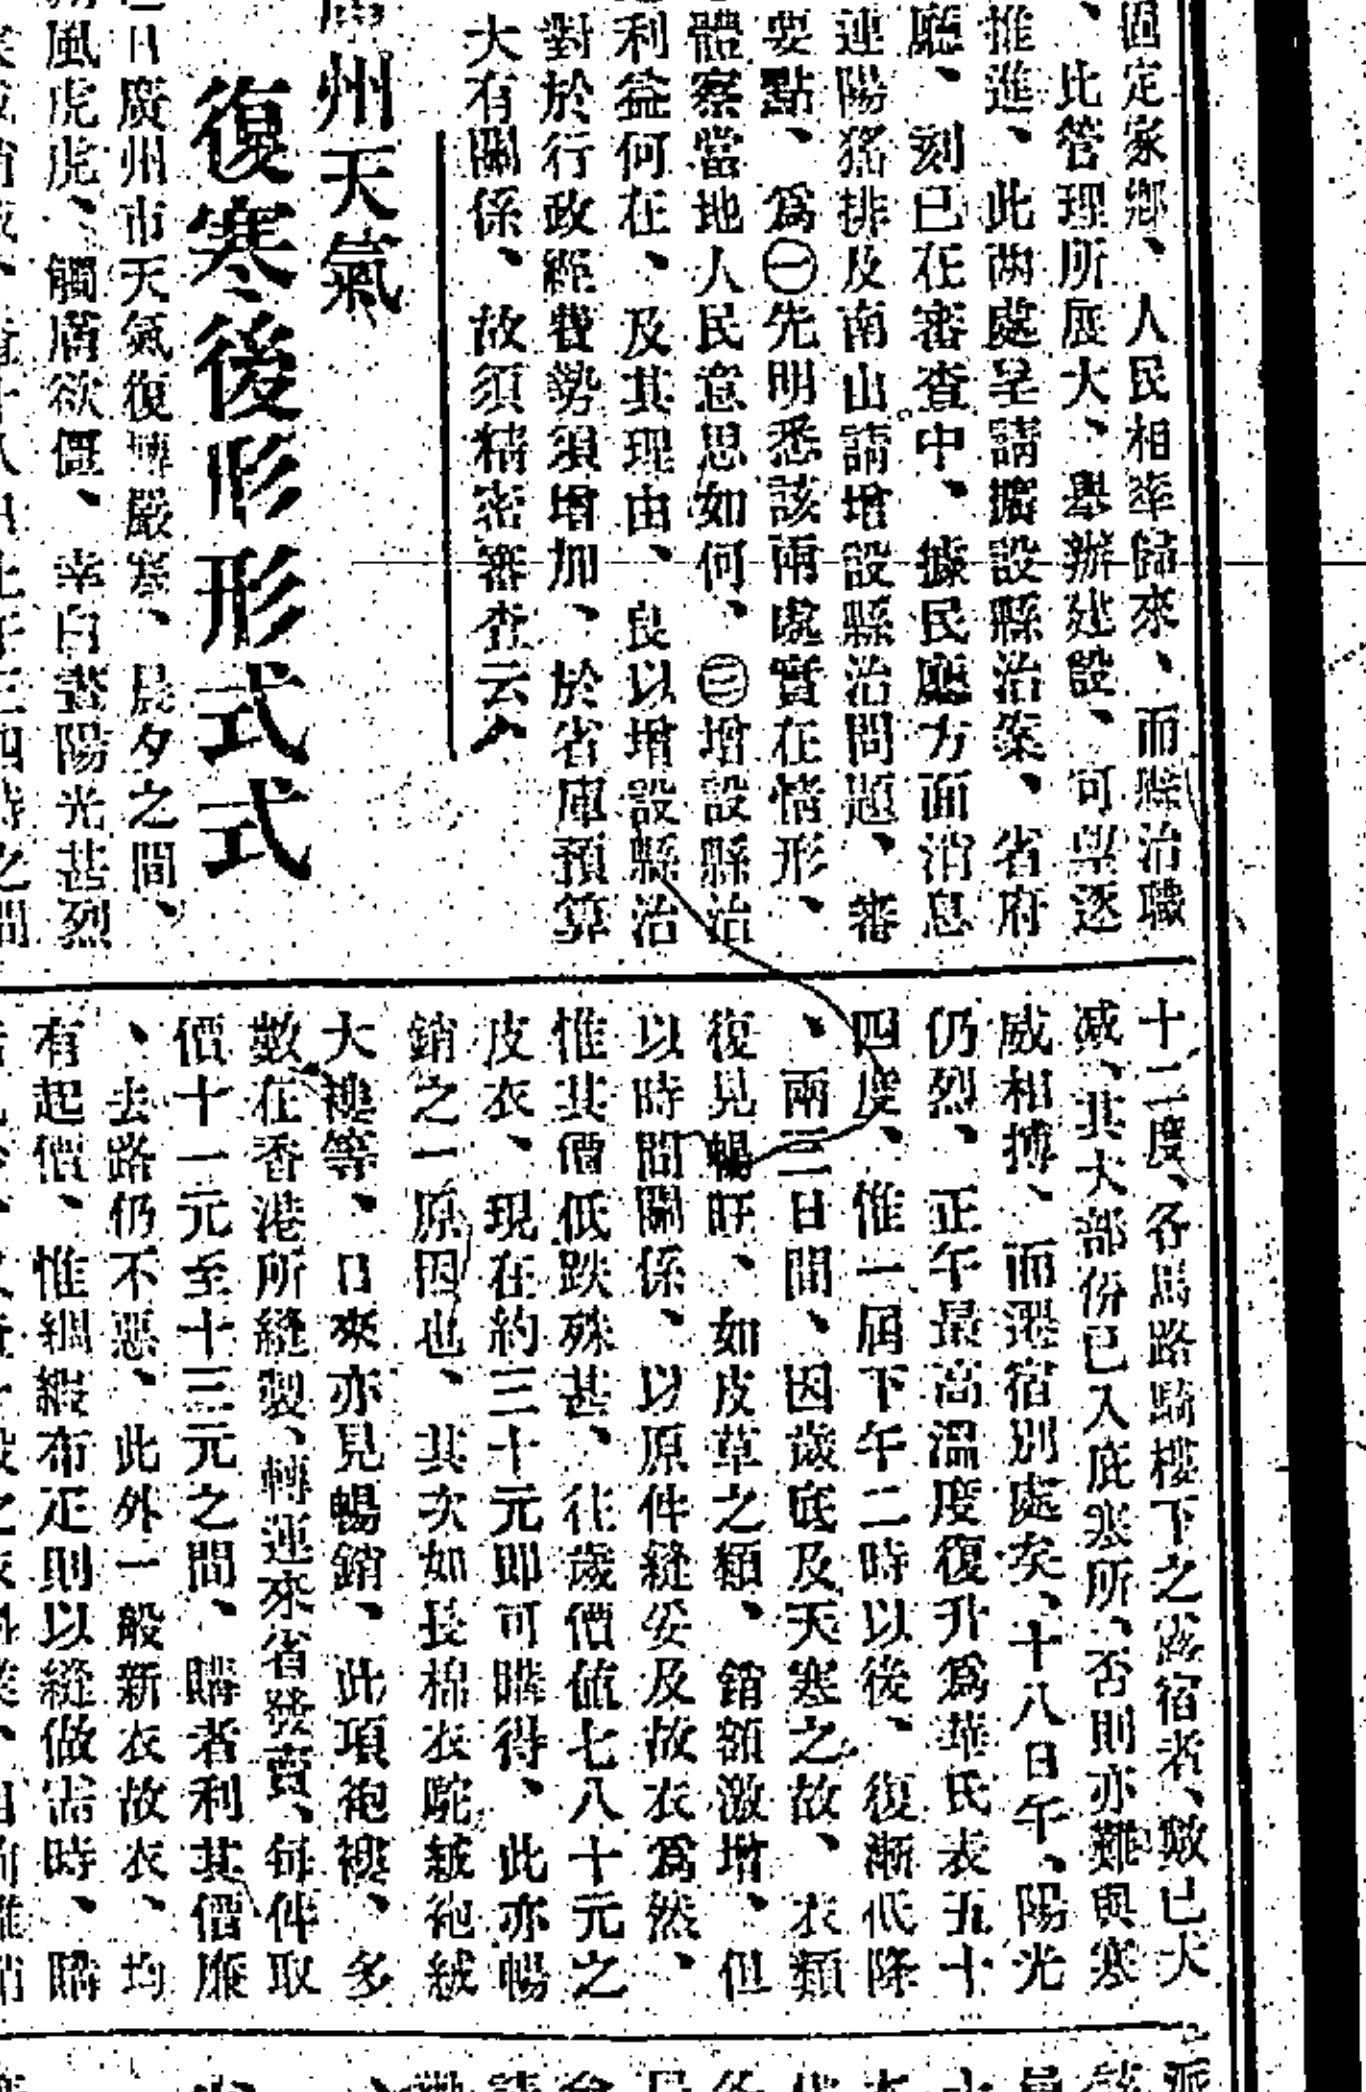 固定家鄉、人民相率歸來、而縣治職
、比管理所展大、舉辦建設、可望逐
推進、此兩處呈請擴設縣治案、省府
廳、刻已在審查中、據民廳方面消息
連陽猺排及南山請增設縣治問題、審
要點、爲㊀先明悉該兩處實在情形、
體察當地人民意思如何、㊂增設縣治
利益何在、及其理由、良以增設縣治
對於行政經費勢須增加、於省庫預算
大有關係、故須精密審查云、
州天氣
復寒後形形式式
日廣州市天氣復轉嚴寒、晨夕之間、
風虎虎、觸膚欲僵、幸白晝陽光甚烈
十二度、各馬路騎樓下之露宿者、數已大
减、其大部份已入庇寒所、否則亦難與寒
威相搏、而遷宿別處矣、十八日午、陽光
仍烈、正午最高溫度復升爲華氏表五十
四度、惟一屆下午二時以後、復漸低降
、兩三日間、因歲底及天寒之故、衣類
復見暢旺、如皮草之類、銷額激增、但
以時間關係、以原件縫妥及故衣爲然、
惟其價低跌殊甚、往歲價值七八十元之
皮衣、現在約三十元即可購得、此亦暢
銷之一原因也、其次如長棉衣駝絨袍絨
大褸等、日來亦見暢銷、此項袍褸、多
數在香港所縫製、轉運來省發賣、每件取
價十一元至十三元之間、購者利其價廉
、去路仍不惡、此外一般新衣故衣、均
有起價、惟綢緞布疋則以縫做需時、購